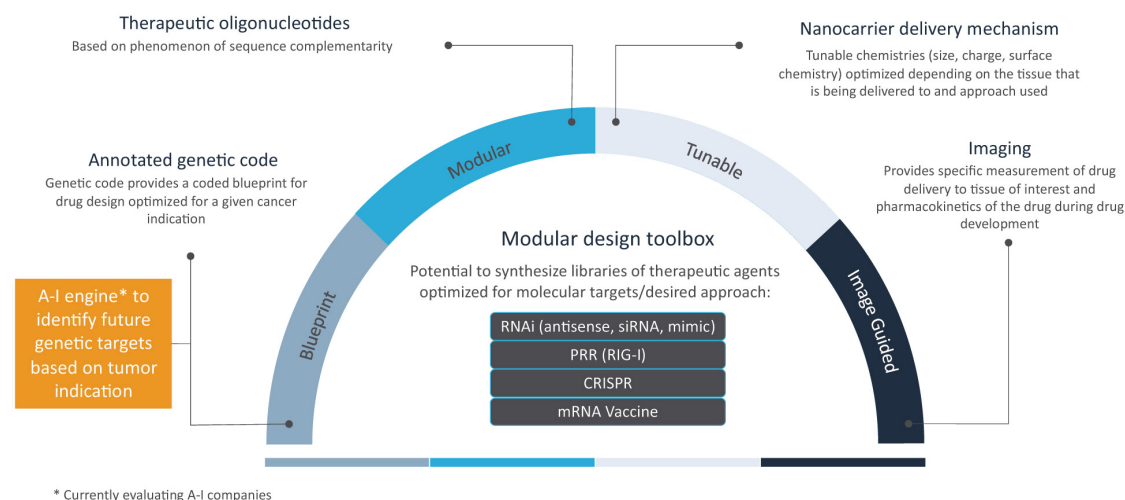 Therapeutic oligonucleotides
Based on phenomenon of sequence complementarity
Nanocarrier delivery mechanism
Tunable chemistries (size, charge, surface
chemistry) optimized depending on the tissue that
is being delivered to and approach used
Annotated genetic code
Genetic code provides a coded blueprint for
drug design optimized for a given cancer
indication
Imaging
Provides specific measurement of drug
delivery to tissue of interest and
pharmacokinetics of the drug during drug
development
A-I engine* to
identify future
genetic targets
based on tumor
indication
Blueprint
Modular
Tunable
Image Guided
Modular design toolbox
Potential to synthesize libraries of therapeutic agents
optimized for molecular targets/desired approach:
RNAi (antisense, siRNA, mimic)
PRR (RIG-I)
CRISPR
mRNA Vaccine
* Currently evaluating A-I companies